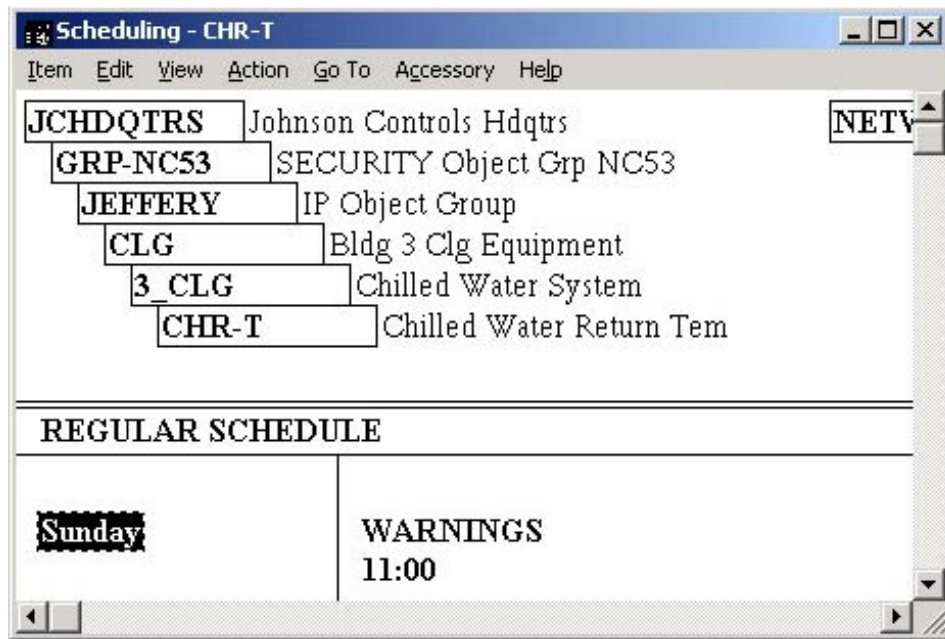 Scheduling - CHR-T
Item Edit View Action Go To Accessory Help
JCHDQTRS Johnson Controls Hdqtrs NETV
GRP-NC53 SECURITY Object Grp NC53
JEFFERY IP Object Group
CLG Bldg 3 Clg Equipment
3_CLG Chilled Water System
CHR-T Chilled Water Return Tem
REGULAR SCHEDULE
Sunday WARNINGS
11:00